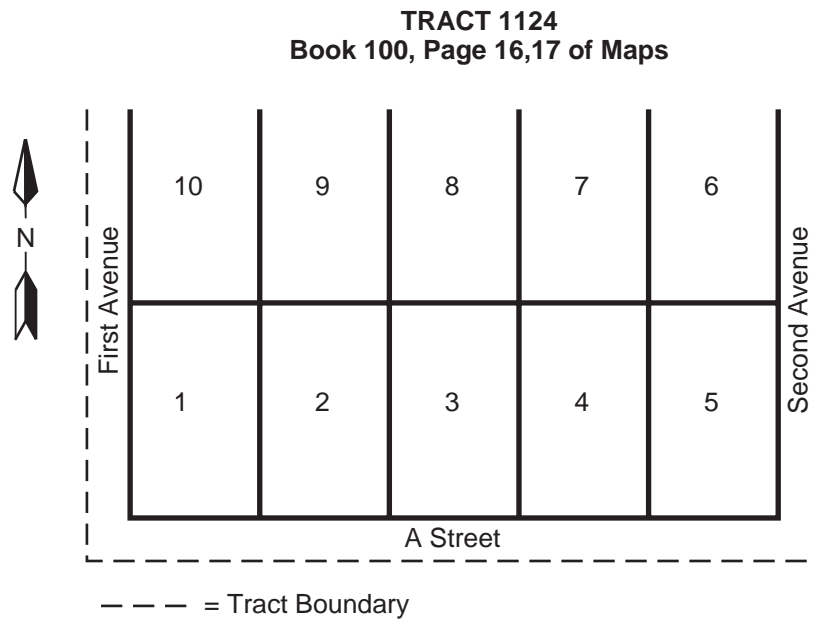 TRACT 1124
Book 100, Page 16,17 of Maps
N
First Avenue
10 9 8 7 6
1 2 3 4 5
Second Avenue
A Street
= Tract Boundary